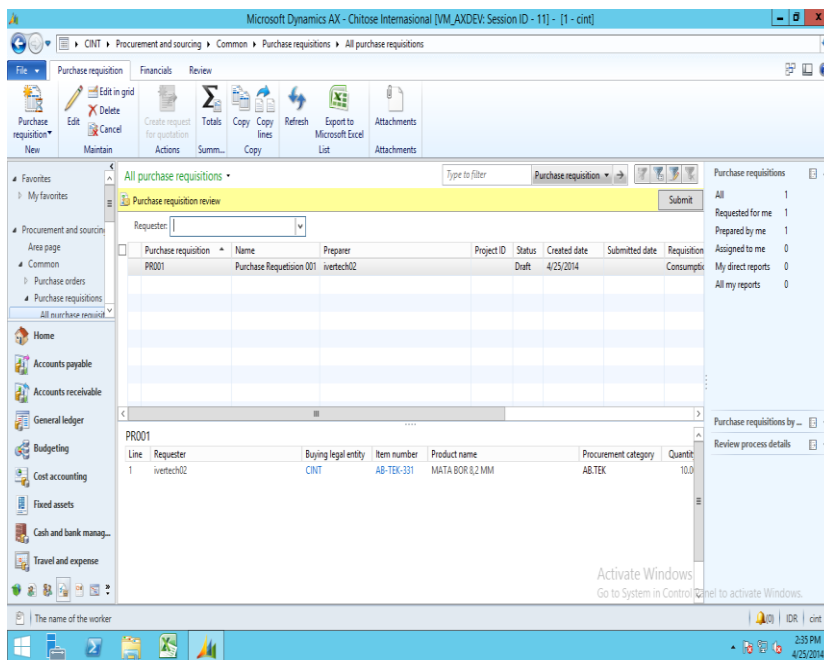 Microsoft Dynamics AX - Chitose Internasional [VM_AXDEV: Session ID - 11] - [1 - cint]
CINT Procurement and sourcing Common Purchase requisitions All purchase requisitions
File Purchase requisition Financials Review
Purchase requisition
Edit
Edit in grid
Delete
Cancel
Create request for quotation
Totals
Copy
Copy lines
Refresh
Export to Microsoft Excel
Attachments
New Maintain Actions Summ... Copy List Attachments
Favorites
My favorites
Procurement and sourcin
Area page
Common
Purchase orders
Purchase requisitions
All purchase requisit
Home
Accounts payable
Accounts receivable
General ledger
Budgeting
Cost accounting
Fixed assets
Cash and bank manag...
Travel and expense
All purchase requisitions
Type to filter
Purchase requisition
Purchase requisition review
Submit
Requester:
Purchase requisition Name Preparer Project ID Status Created date Submitted date Requisition
PR001 Purchase Requetision 001 ivertech02 Draft 4/25/2014 Consumptic
PR001
Line Requester Buying legal entity Item number Product name Procurement category Quantit
1 ivertech02 CINT AB-TEK-331 MATA BOR 8,2 MM AB.TEK 10.0
Purchase requisitions
All 1
Requested for me 1
Prepared by me 1
Assigned to me 0
My direct reports 0
All my reports 0
Purchase requisitions by ...
Review process details
Activate Windows
Go to System in Control Panel to activate Windows.
The name of the worker
(0) IDR cint
2:35 PM
4/25/2014